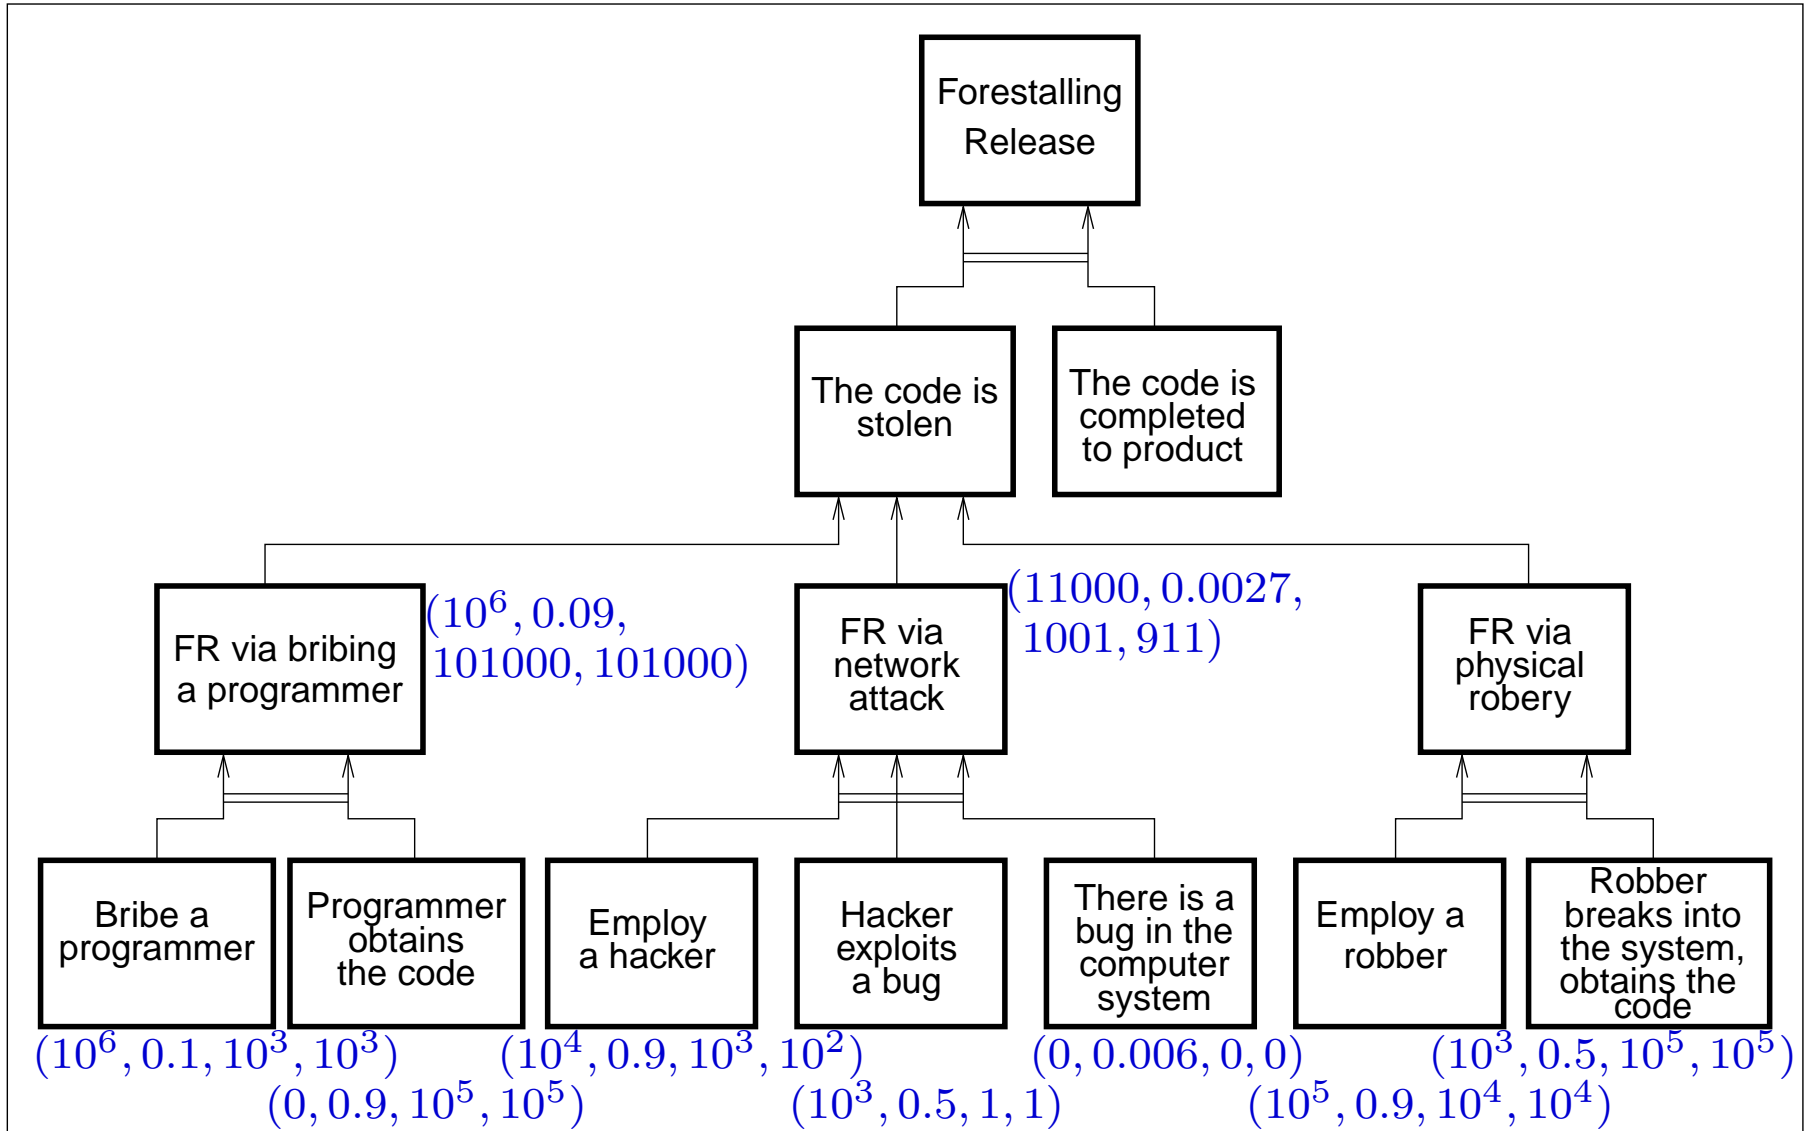 Forestalling
Release
The code is
stolen
The code is
completed
to product
FR via bribing
a programmer
(10⁶, 0.09,
101000, 101000)
FR via
network
attack
(11000, 0.0027,
1001, 911)
FR via
physical
robery
Bribe a
programmer
Programmer
obtains
the code
Employ
a hacker
Hacker
exploits
a bug
There is a
bug in the
computer
system
Employ a
robber
Robber
breaks into
the system,
obtains the
code
(10⁶, 0.1, 10³, 10³)
(10⁴, 0.9, 10³, 10²)
(0, 0.006, 0, 0)
(10³, 0.5, 10⁵, 10⁵)
(0, 0.9, 10⁵, 10⁵)
(10³, 0.5, 1, 1)
(10⁵, 0.9, 10⁴, 10⁴)